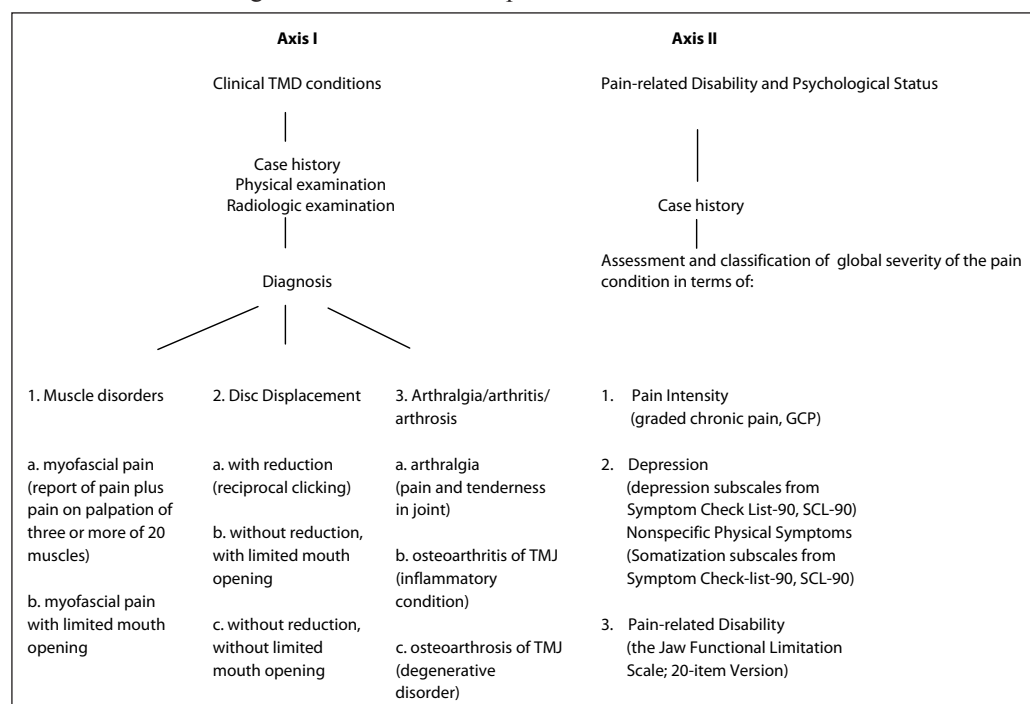 Axis I
Clinical TMD conditions
Case history
Physical examination
Radiologic examination
Diagnosis
1. Muscle disorders
a. myofascial pain
(report of pain plus
pain on palpation of
three or more of 20
muscles)
b. myofascial pain
with limited mouth
opening
2. Disc Displacement
a. with reduction
(reciprocal clicking)
b. without reduction,
with limited mouth
opening
c. without reduction,
without limited
mouth opening
3. Arthralgia/arthritis/
arthrosis
a. arthralgia
(pain and tenderness
in joint)
b. osteoarthritis of TMJ
(inflammatory
condition)
c. osteoarthrosis of TMJ
(degenerative
disorder)
Axis II
Pain-related Disability and Psychological Status
Case history
Assessment and classification of global severity of the pain
condition in terms of:
1. Pain Intensity
(graded chronic pain, GCP)
2. Depression
(depression subscales from
Symptom Check List-90, SCL-90)
Nonspecific Physical Symptoms
(Somatization subscales from
Symptom Check-list-90, SCL-90)
3. Pain-related Disability
(the Jaw Functional Limitation
Scale; 20-item Version)